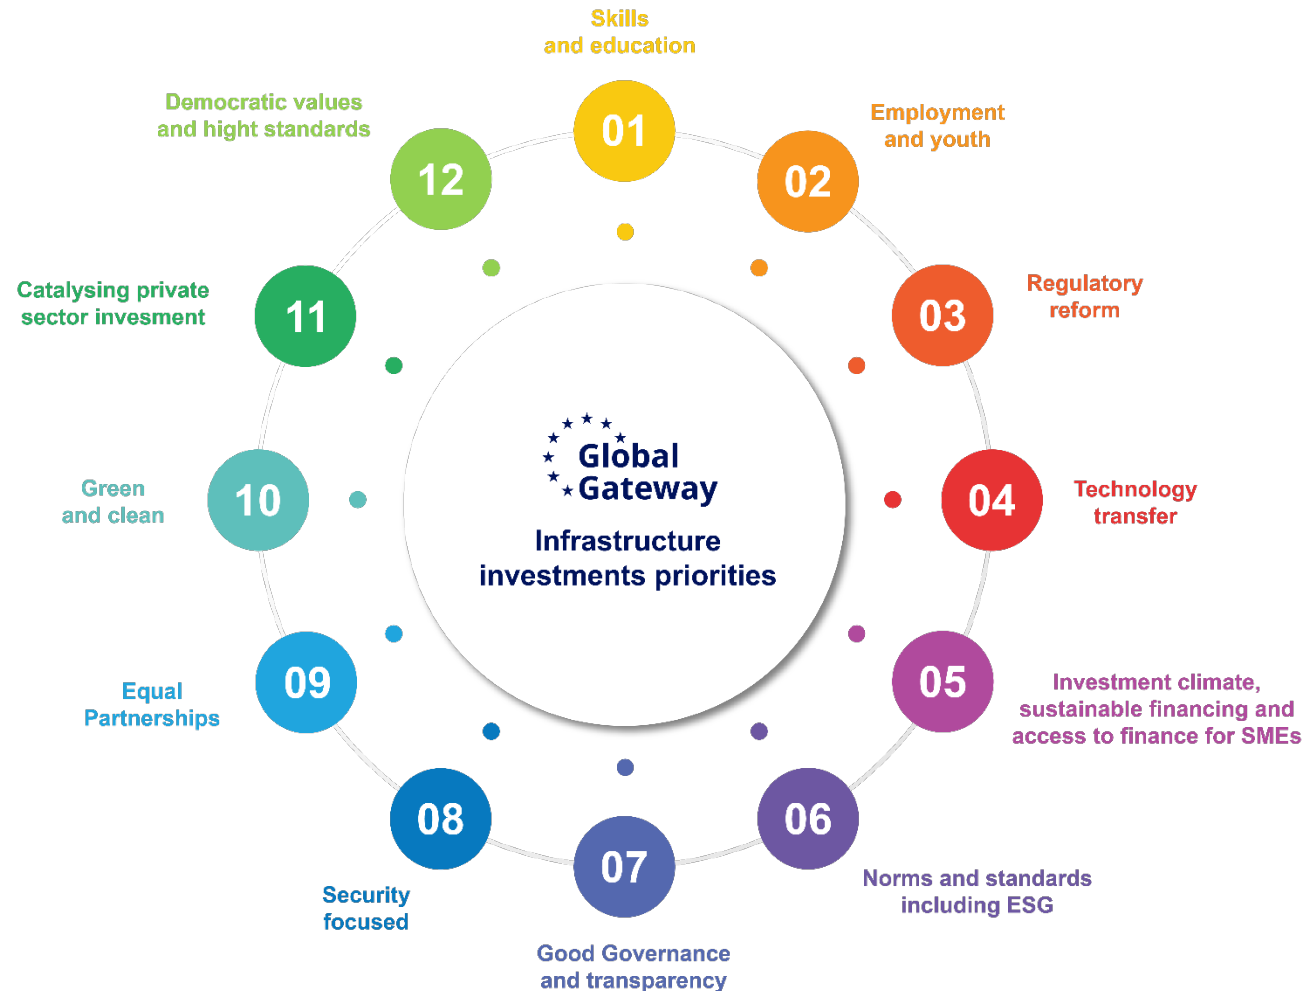 Skills
and education
01
Employment
and youth
02
Regulatory
reform
03
Technology
transfer
04
Investment climate,
sustainable financing and
access to finance for SMEs
05
Norms and standards
including ESG
06
Good Governance
and transparency
07
Security
focused
08
Equal
Partnerships
09
Green
and clean
10
Catalysing private
sector invesment
11
Democratic values
and hight standards
12
Global
Gateway
Infrastructure
investments priorities